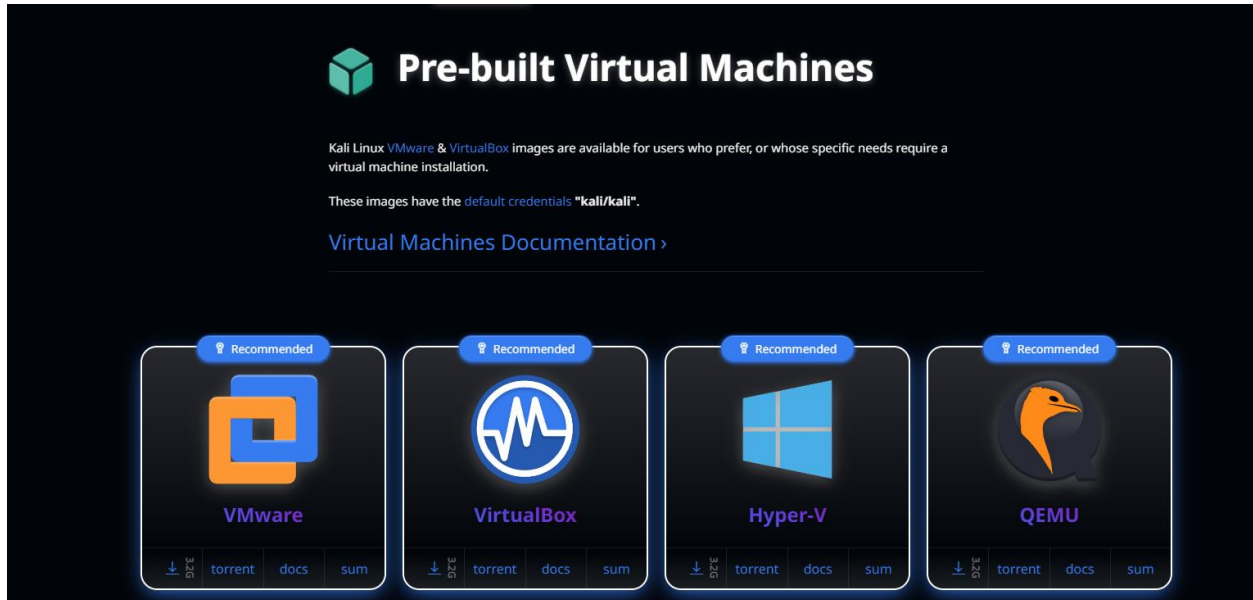 Pre-built Virtual Machines
Kali Linux VMware & VirtualBox images are available for users who prefer, or whose specific needs require a
virtual machine installation.
These images have the default credentials "kali/kali".
Virtual Machines Documentation ›
Recommended
VMware
3.2G torrent docs sum
Recommended
VirtualBox
3.2G torrent docs sum
Recommended
Hyper-V
3.2G torrent docs sum
Recommended
QEMU
3.2G torrent docs sum